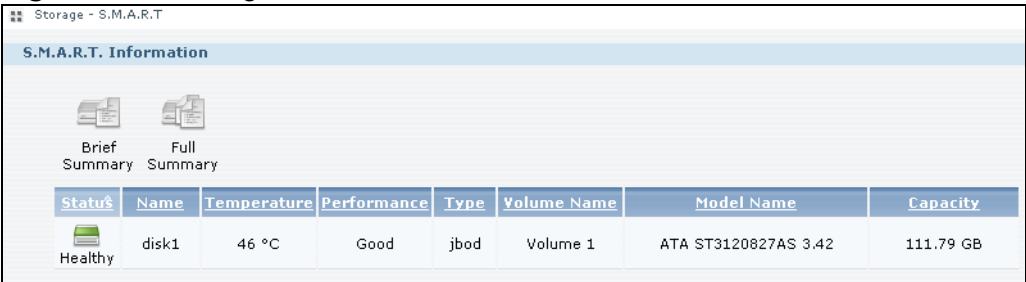 Storage - S.M.A.R.T
S.M.A.R.T. Information
Brief Summary
Full Summary
Status Name Temperature Performance Type Volume Name Model Name Capacity
Healthy disk1 46 °C Good jbod Volume 1 ATA ST3120827AS 3.42 111.79 GB